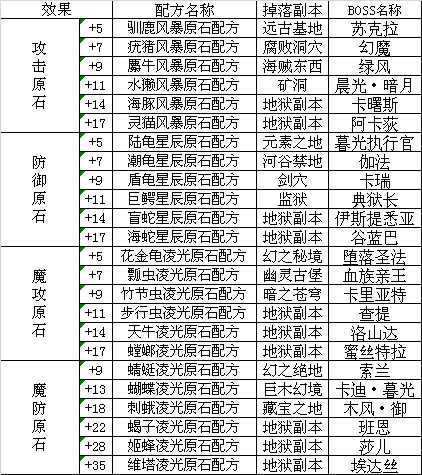 效果 配方名称 掉落副本 BOSS名称
攻击原石
+5 驯鹿风暴原石配方 远古墓地 苏克拉
+7 疣猪风暴原石配方 腐败洞穴 幻魔
+9 麝牛风暴原石配方 海贼东西 绿风
+11 水獭风暴原石配方 矿洞 晨光·暗月
+14 海豚风暴原石配方 地狱副本 卡曙斯
+17 灵猫风暴原石配方 地狱副本 阿卡荻
防御原石
+5 陆龟星辰原石配方 元素之地 暮光执行官
+7 潮龟星辰原石配方 河谷禁地 伽法
+9 盾龟星辰原石配方 剑穴 卡瑞
+11 巨鳄星辰原石配方 监狱 典狱长
+14 盲蛇星辰原石配方 地狱副本 伊斯提悉亚
+17 海蛇星辰原石配方 地狱副本 谷蓝巴
魔攻原石
+5 花金龟凌光原石配方 幻之秘境 堕落圣法
+7 瓢虫凌光原石配方 幽灵古堡 血族亲王
+9 竹节虫凌光原石配方 暗之苍穹 卡里亚特
+11 步行虫凌光原石配方 地狱副本 查提
+14 天牛凌光原石配方 地狱副本 洛山达
+17 螳螂凌光原石配方 地狱副本 蜜丝特拉
魔防原石
+9 蜻蜓凌光原石配方 幻之绝地 索兰
+13 蝴蝶凌光原石配方 巨木幻境 卡迪·暮光
+18 刺蛾凌光原石配方 藏宝之地 木风·御
+22 蝎子凌光原石配方 地狱副本 班恩
+28 姬蜂凌光原石配方 地狱副本 莎儿
+35 维塔凌光原石配方 地狱副本 埃达丝